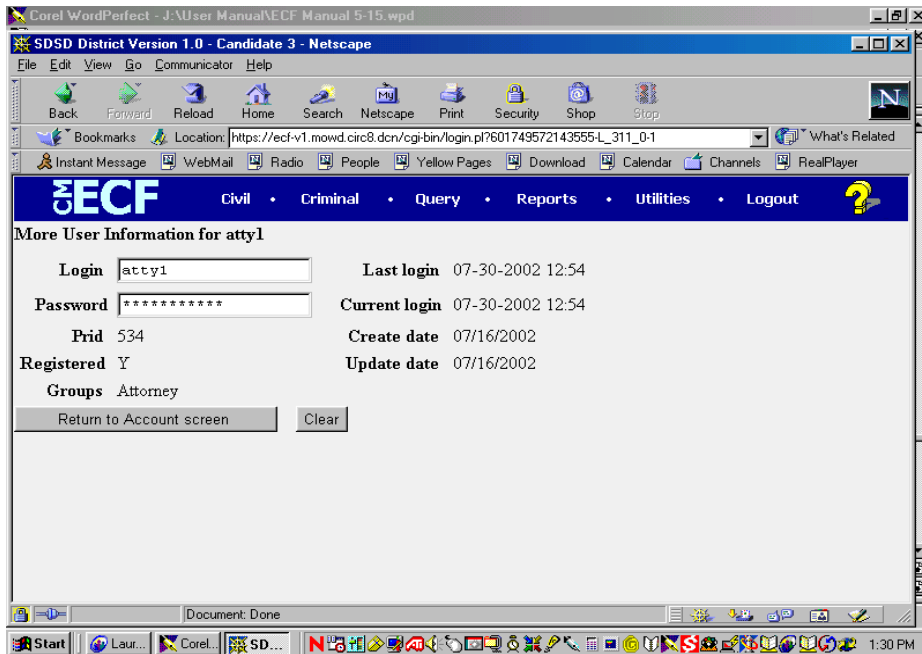 Corel WordPerfect - J:\User Manual\ECF Manual 5-15.wpd
SDSD District Version 1.0 - Candidate 3 - Netscape
File Edit View Go Communicator Help
Back Forward Reload Home Search My Netscape Print Security Shop Stop N
Bookmarks Location: https://ecf-v1.mowd.circ8.dcn/cgi-bin/login.pl?601749572143555-L_311_0-1 What's Related
Instant Message WebMail Radio People Yellow Pages Download Calendar Channels RealPlayer
CM ECF Civil • Criminal • Query • Reports • Utilities • Logout ?
More User Information for atty1
Login atty1 Last login 07-30-2002 12:54
Password *********** Current login 07-30-2002 12:54
Prid 534 Create date 07/16/2002
Registered Y Update date 07/16/2002
Groups Attorney
Return to Account screen Clear
Document: Done
Start Laur... Corel... SD... 1:30 PM